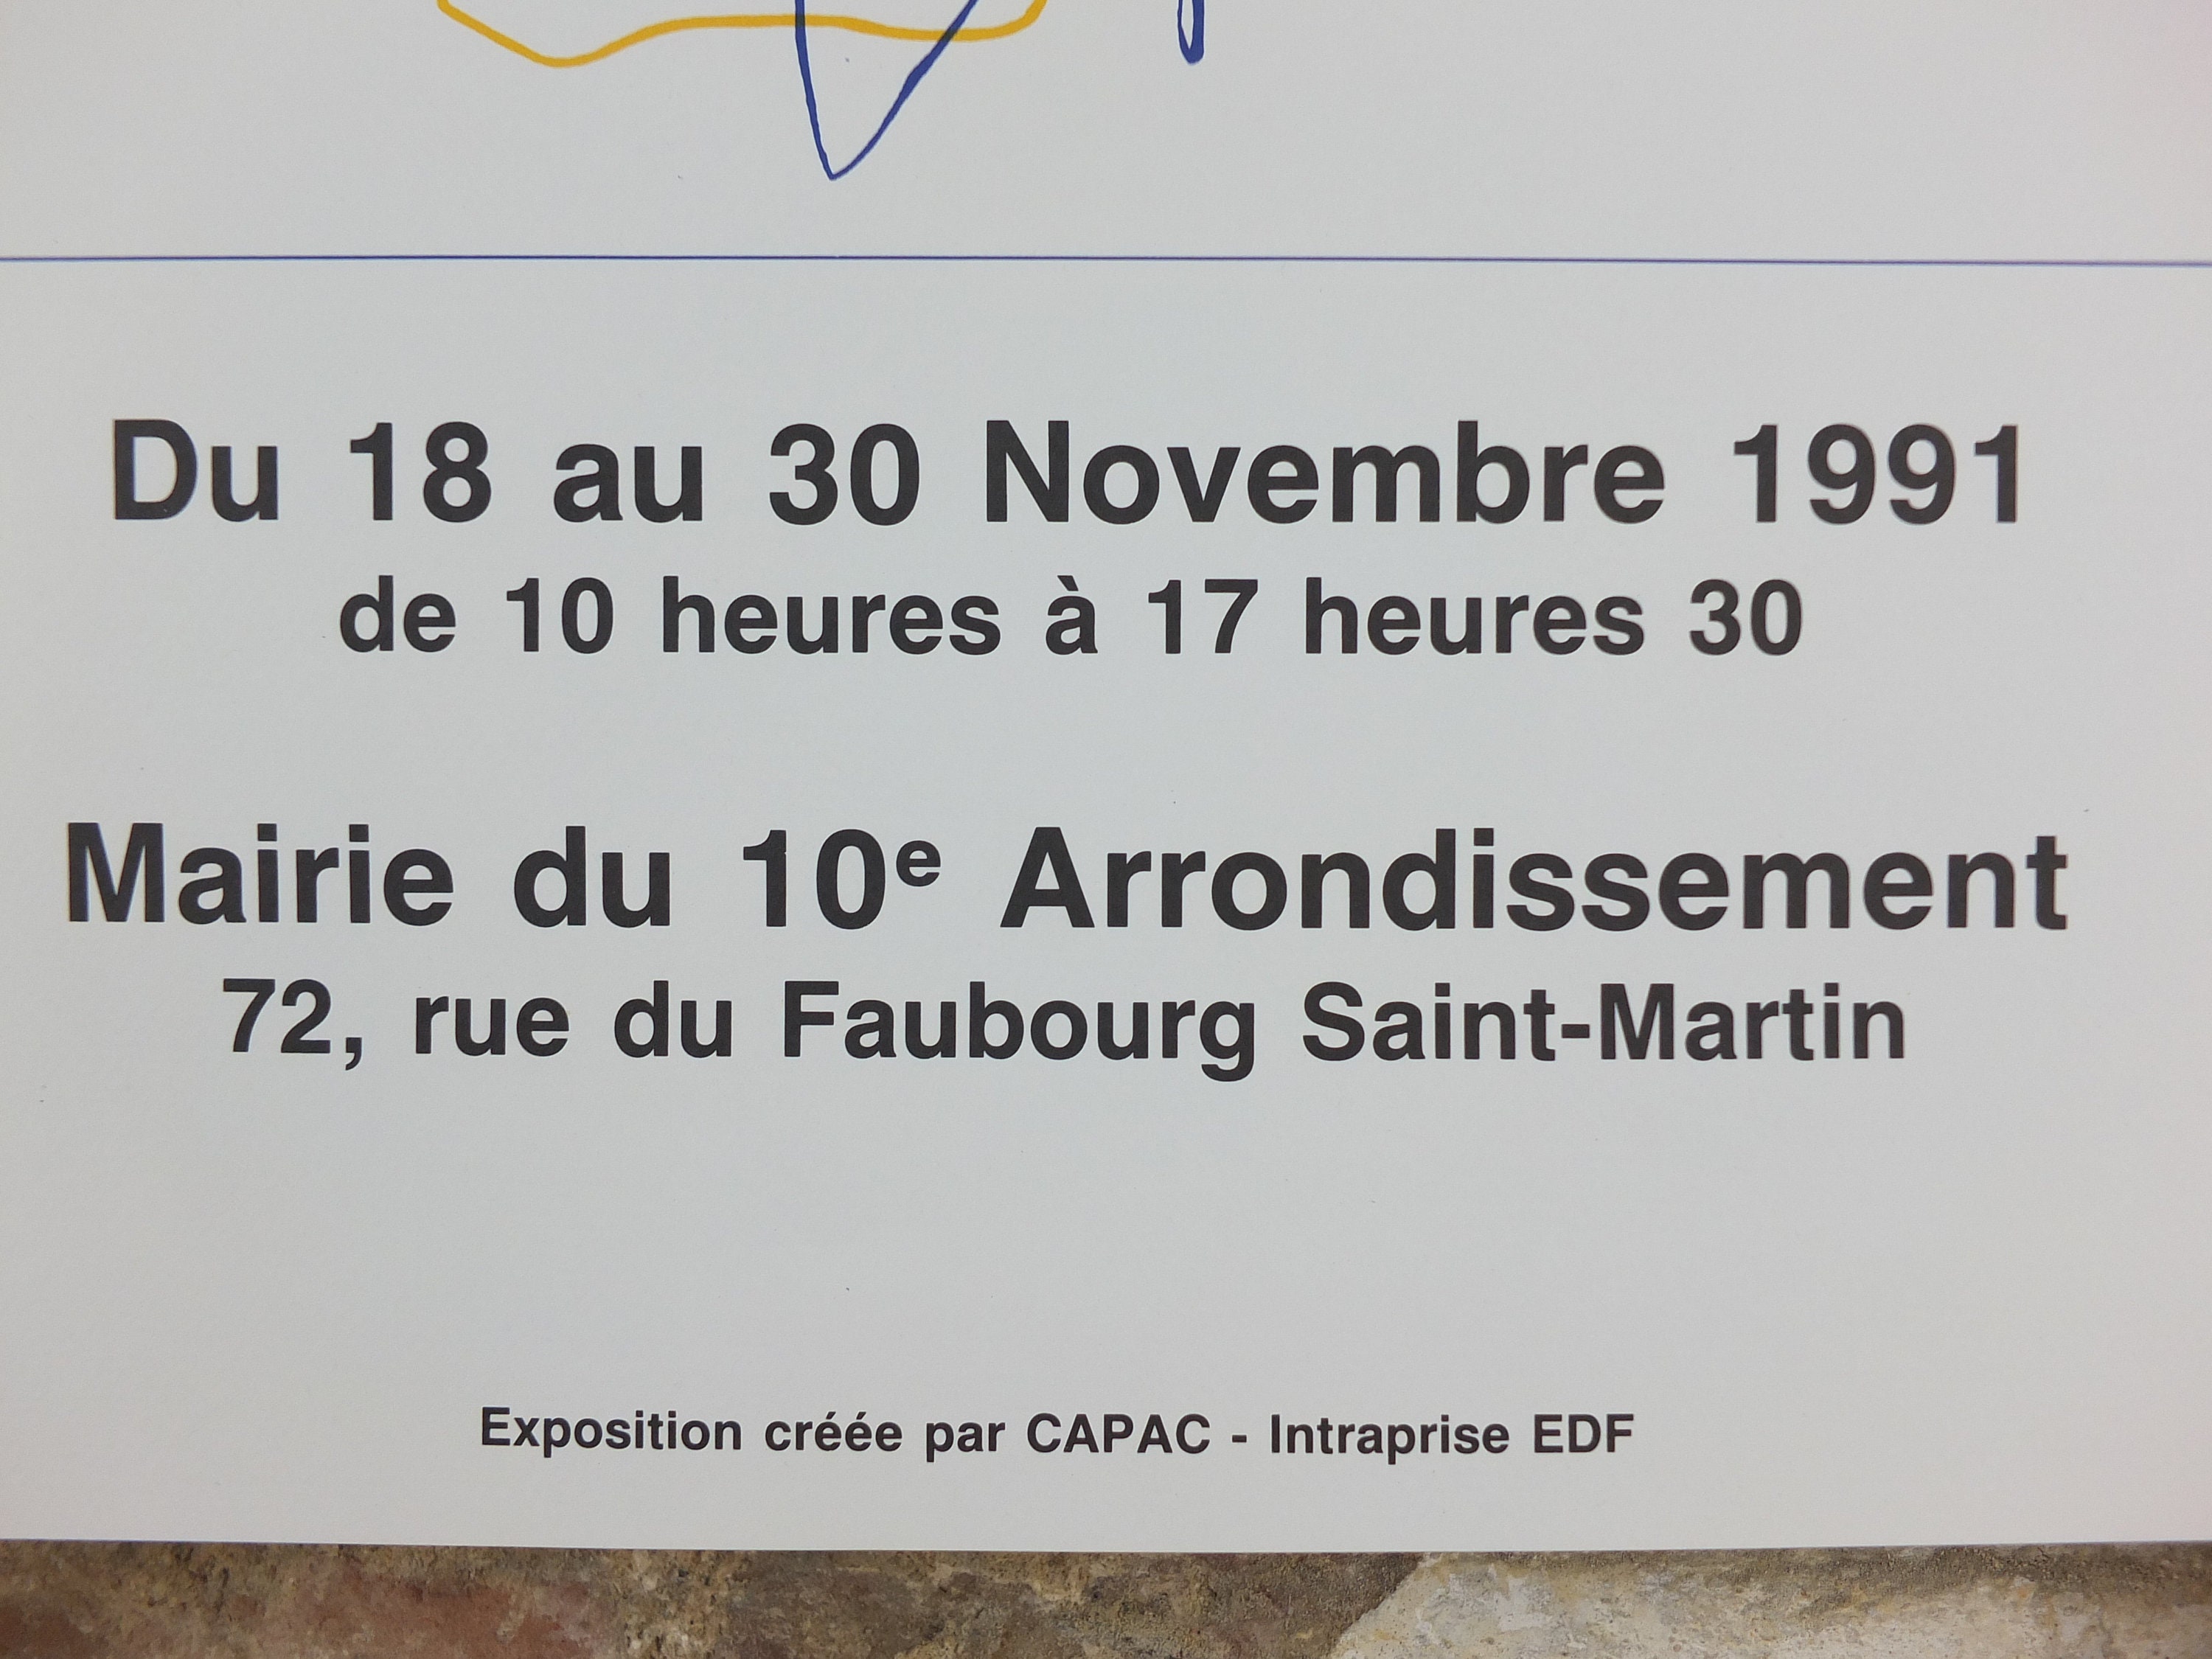 Du 18 au 30 Novembre 1991
de 10 heures à 17 heures 30
Mairie du 10e Arrondissement
72, rue du Faubourg Saint-Martin
Exposition créée par CAPAC - Intraprise EDF